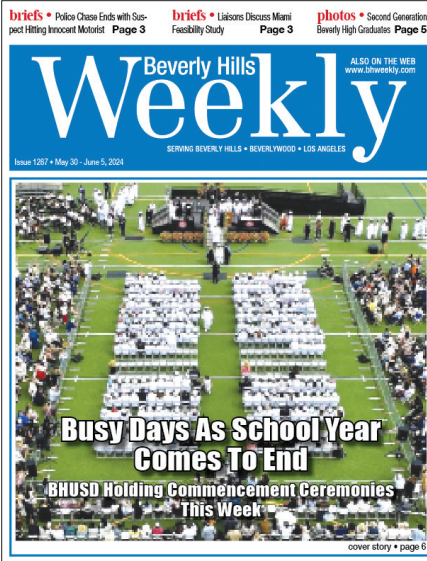 briefs • Police Chase Ends with Sus-
pect Hitting Innocent Motorist Page 3
briefs • Liaisons Discuss Miami
Feasibility Study Page 3
photos • Second Generation
Beverly High Graduates Page 5
Beverly Hills
Weekly
ALSO ON THE WEB
www.bhweekly.com
SERVING BEVERLY HILLS • BEVERLYWOOD • LOS ANGELES
Issue 1287 • May 30 - June 5, 2024
Busy Days As School Year
Comes To End
BHUSD Holding Commencement Ceremonies
This Week
cover story • page 6